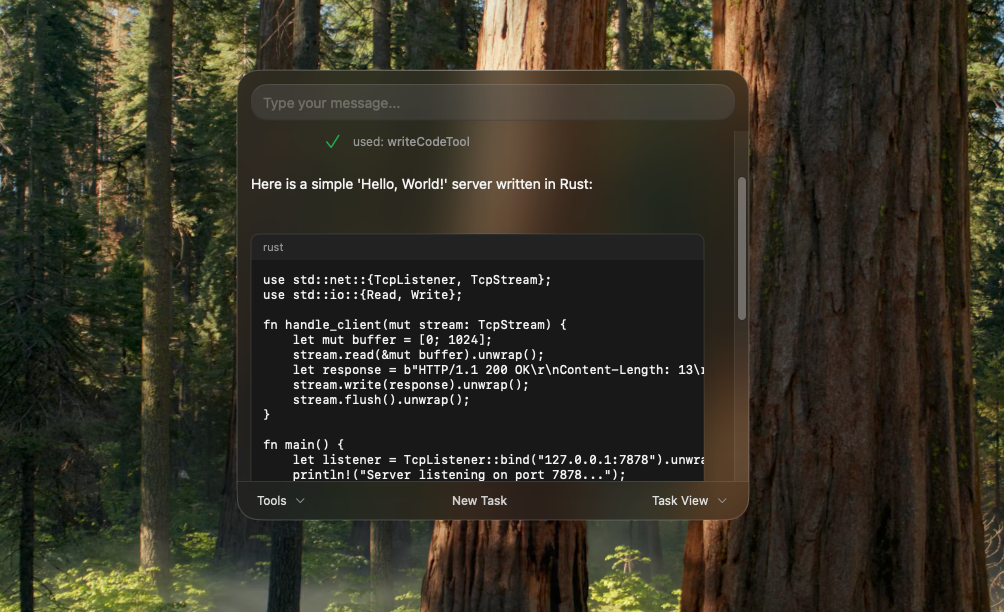 Type your message...
used: writeCodeTool
Here is a simple 'Hello, World!' server written in Rust:
rust
use std::net::{TcpListener, TcpStream};
use std::io::{Read, Write};
fn handle_client(mut stream: TcpStream) {
    let mut buffer = [0; 1024];
    stream.read(&mut buffer).unwrap();
    let response = b"HTTP/1.1 200 OK\r\nContent-Length: 13\r
    stream.write(response).unwrap();
    stream.flush().unwrap();
}
fn main() {
    let listener = TcpListener::bind("127.0.0.1:7878").unwra
    println!("Server listening on port 7878...");
Tools
New Task
Task View